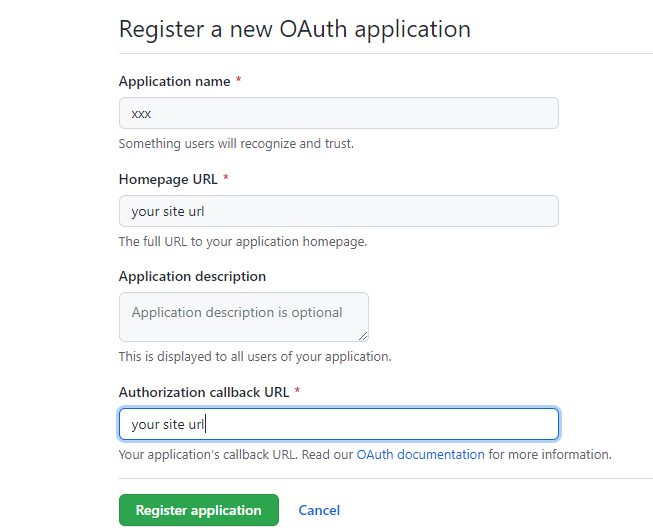 Register a new OAuth application
Application name *
xxx
Something users will recognize and trust.
Homepage URL *
your site url
The full URL to your application homepage.
Application description
Application description is optional
This is displayed to all users of your application.
Authorization callback URL *
your site url
Your application's callback URL. Read our OAuth documentation for more information.
Register application Cancel